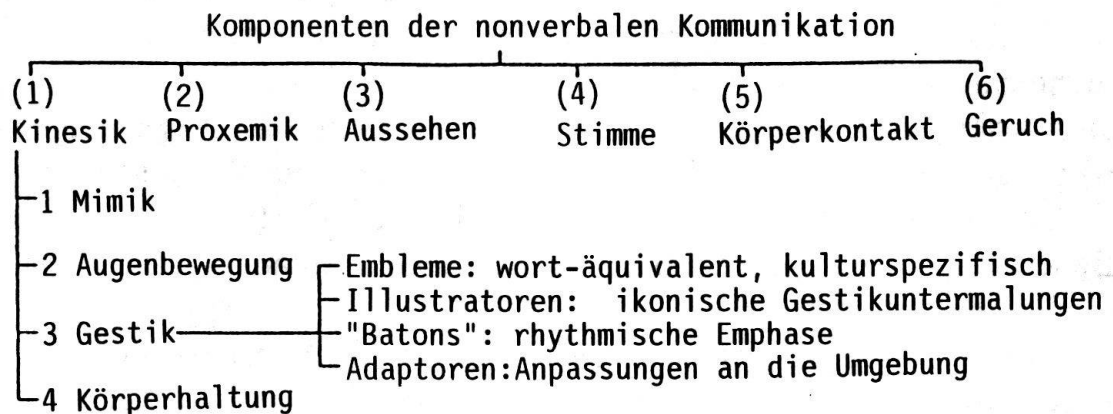 Komponenten der nonverbalen Kommunikation
(1) (2) (3) (4) (5) (6)
Kinesik Proxemik Aussehen Stimme Körperkontakt Geruch
1 Mimik
2 Augenbewegung
Embleme: wort-äquivalent, kulturspezifisch
Illustratoren: ikonische Gestikuntermalungen
3 Gestik
"Batons": rhythmische Emphase
Adaptoren:Anpassungen an die Umgebung
4 Körperhaltung